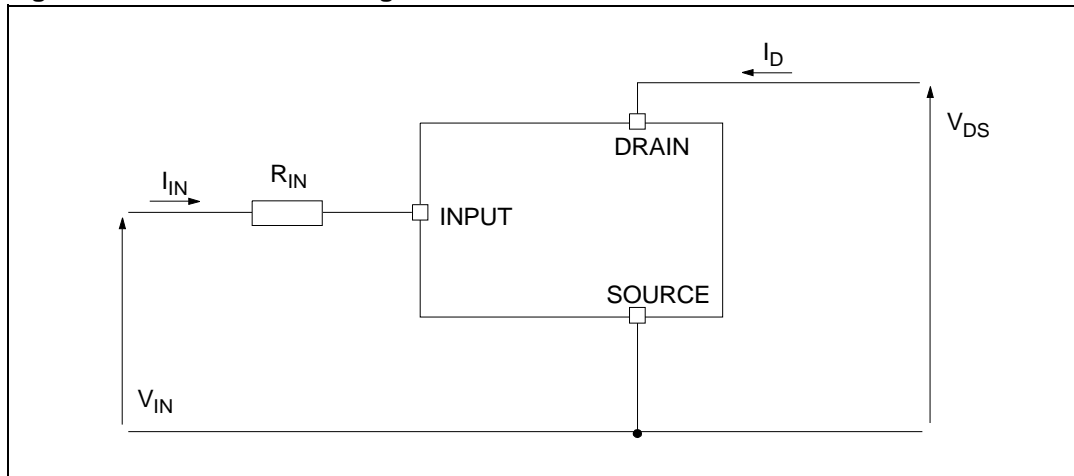 I_D
DRAIN
V_DS
I_IN
R_IN
INPUT
SOURCE
V_IN